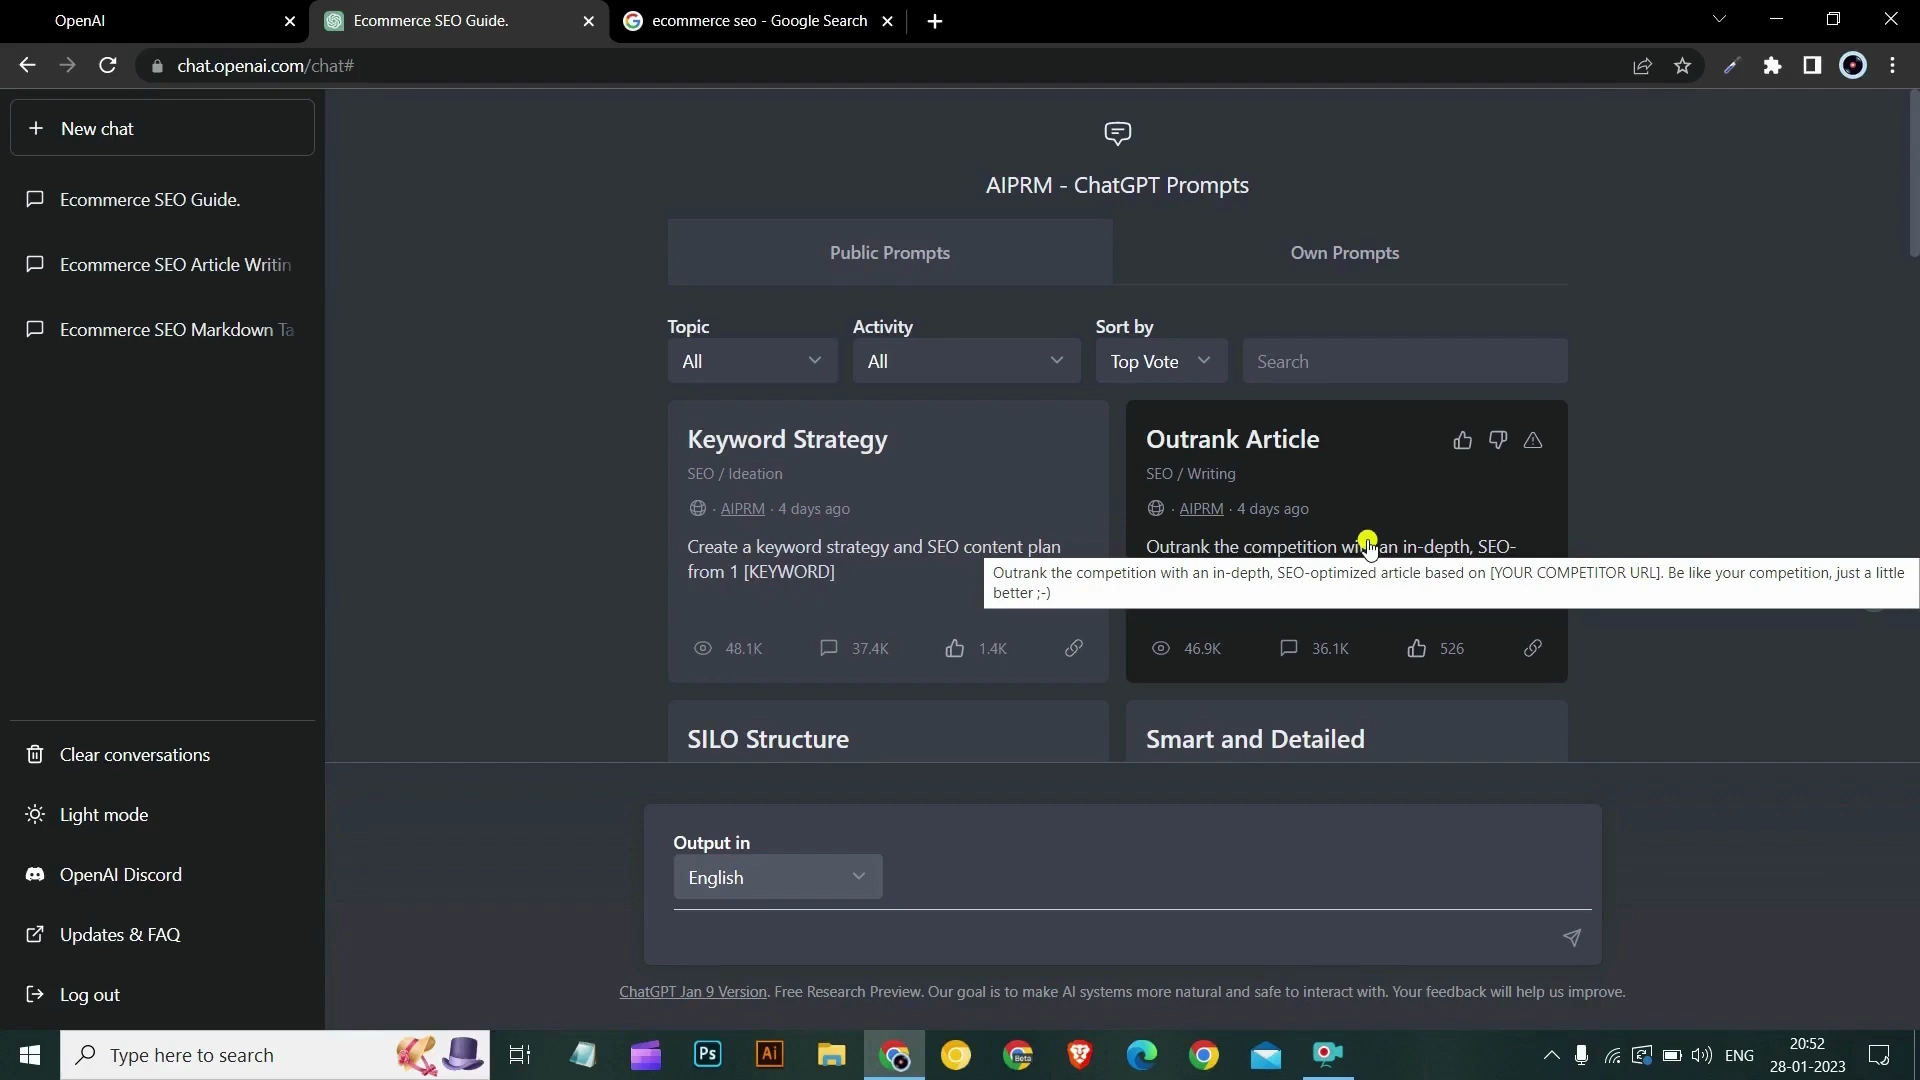 OpenAI
Ecommerce SEO Guide.
ecommerce seo - Google Search
chat.openai.com/chat#
New chat
Ecommerce SEO Guide.
Ecommerce SEO Article Writin
Ecommerce SEO Markdown Ta
Clear conversations
Light mode
OpenAI Discord
Updates & FAQ
Log out
AIPRM - ChatGPT Prompts
Public Prompts
Own Prompts
Topic
Activity
Sort by
All
All
Top Vote
Search
Keyword Strategy
SEO / Ideation
· AIPRM · 4 days ago
Create a keyword strategy and SEO content plan
from 1 [KEYWORD]
48.1K
37.4K
1.4K
Outrank Article
SEO / Writing
· AIPRM · 4 days ago
Outrank the competition with an in-depth, SEO-
Outrank the competition with an in-depth, SEO-optimized article based on [YOUR COMPETITOR URL]. Be like your competition, just a little
better ;-)
46.9K
36.1K
526
SILO Structure
Smart and Detailed
Output in
English
ChatGPT Jan 9 Version. Free Research Preview. Our goal is to make AI systems more natural and safe to interact with. Your feedback will help us improve.
Type here to search
Ps
Ai
Beta
ENG
20:52
28-01-2023